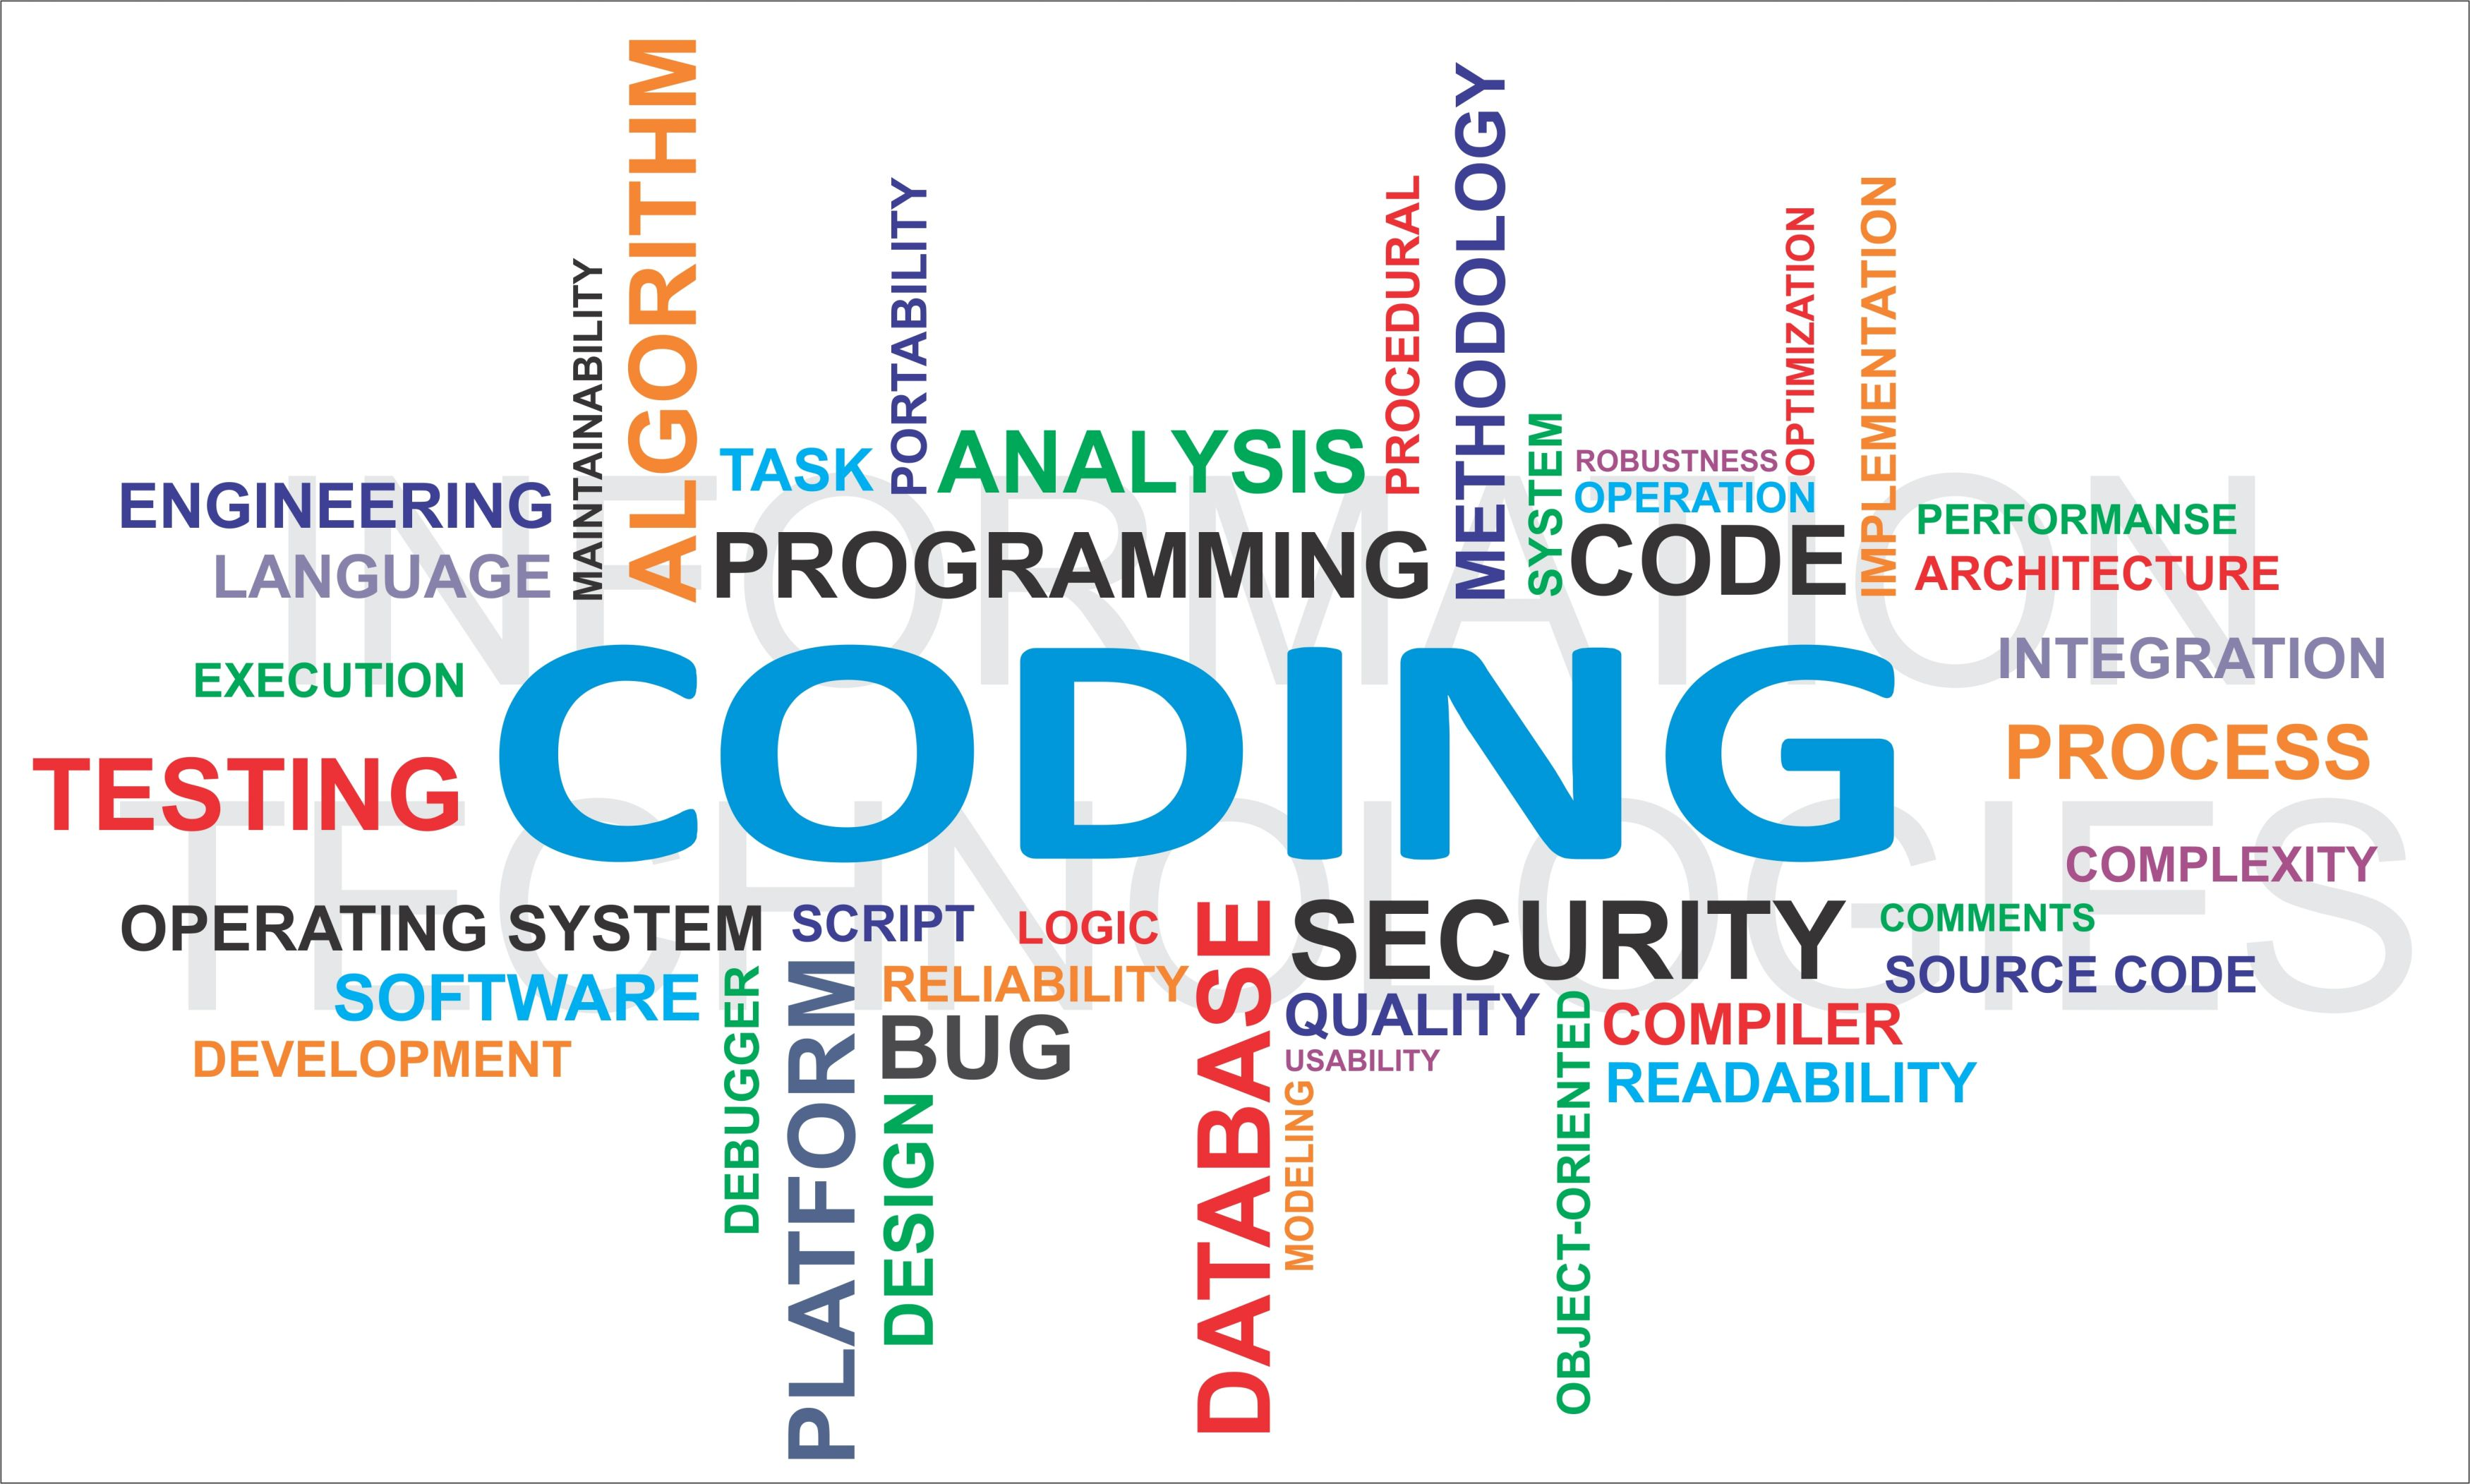 ALGORITHM
METHODOLOGY
PORTABILITY
PROCEDURAL
IMPLEMENTATION
OPTIMIZATION
MAINTAINABILITY
TASK
ANALYSIS
SYSTEM
ROBUSTNESS
OPERATION
ENGINEERING
LANGUAGE
PROGRAMMING
CODE
PERFORMANSE
ARCHITECTURE
INFORMATION
EXECUTION
INTEGRATION
CODING
TESTING
PROCESS
TECHNOLOGIES
COMPLEXITY
OPERATING SYSTEM
SCRIPT
LOGIC
DATABASE
SECURITY
COMMENTS
SOFTWARE
RELIABILITY
QUALITY
SOURCE CODE
COMPILER
DEVELOPMENT
DEBUGGER
PLATFORM
BUG
USABILITY
READABILITY
DESIGN
MODELING
OBJECT-ORIENTED